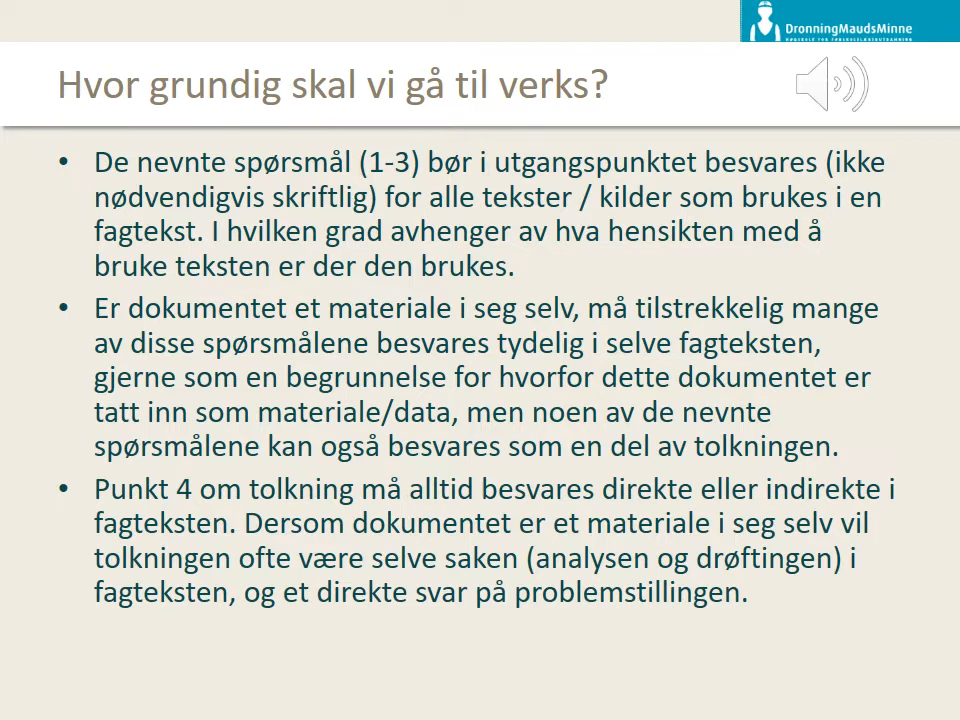 DronningMaudsMinne
HØGSKOLE FOR FØRSKOLELÆRERUTDANNING
Hvor grundig skal vi gå til verks?
• De nevnte spørsmål (1-3) bør i utgangspunktet besvares (ikke
nødvendigvis skriftlig) for alle tekster / kilder som brukes i en
fagtekst. I hvilken grad avhenger av hva hensikten med å
bruke teksten er der den brukes.
• Er dokumentet et materiale i seg selv, må tilstrekkelig mange
av disse spørsmålene besvares tydelig i selve fagteksten,
gjerne som en begrunnelse for hvorfor dette dokumentet er
tatt inn som materiale/data, men noen av de nevnte
spørsmålene kan også besvares som en del av tolkningen.
• Punkt 4 om tolkning må alltid besvares direkte eller indirekte i
fagteksten. Dersom dokumentet er et materiale i seg selv vil
tolkningen ofte være selve saken (analysen og drøftingen) i
fagteksten, og et direkte svar på problemstillingen.